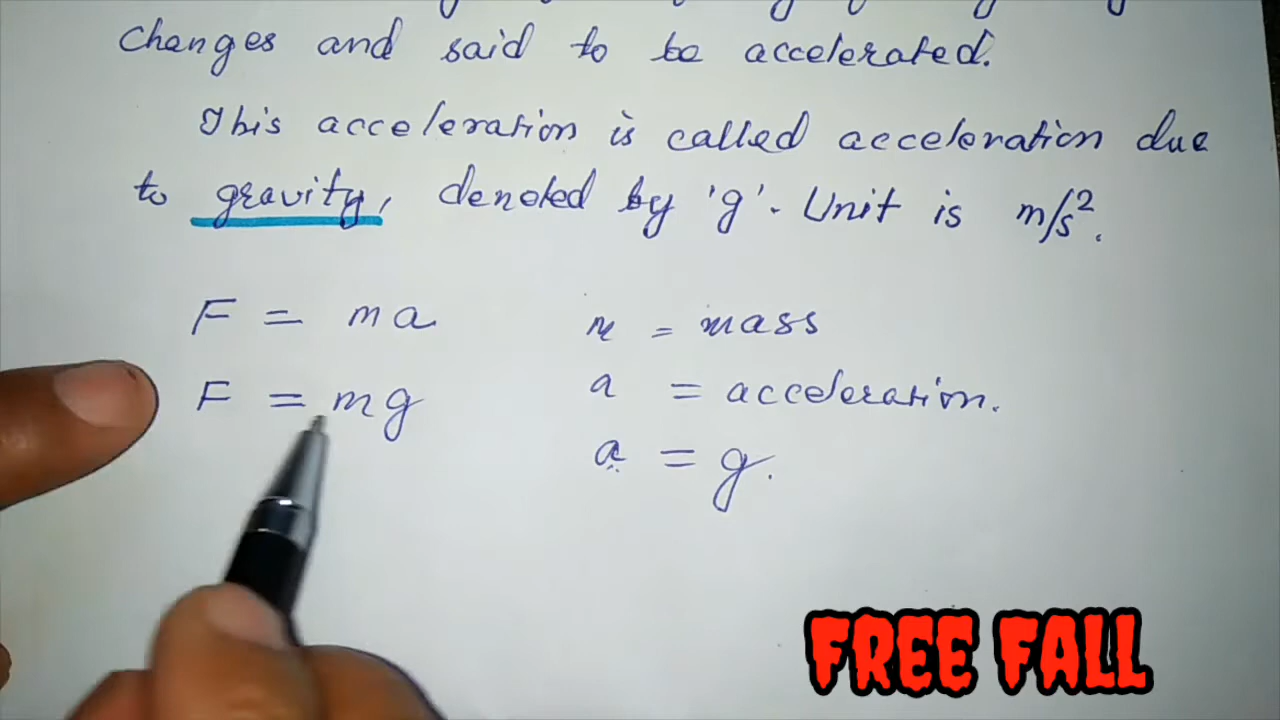 changes and said to be accelerated.
This acceleration is called acceleration due
to gravity, denoted by 'g'. Unit is m/s².
F = ma
m = mass
F = mg
a = acceleration.
a = g.
FREE FALL